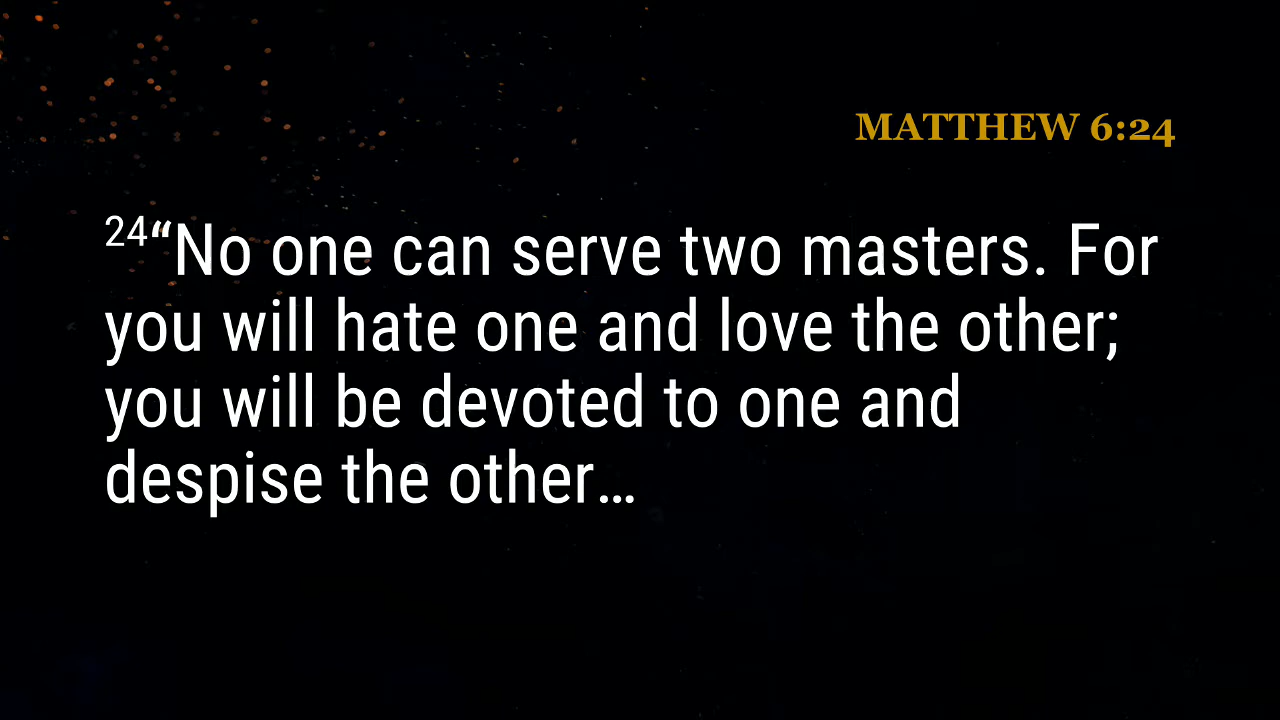 MATTHEW 6:24
24“No one can serve two masters. For
you will hate one and love the other;
you will be devoted to one and
despise the other…